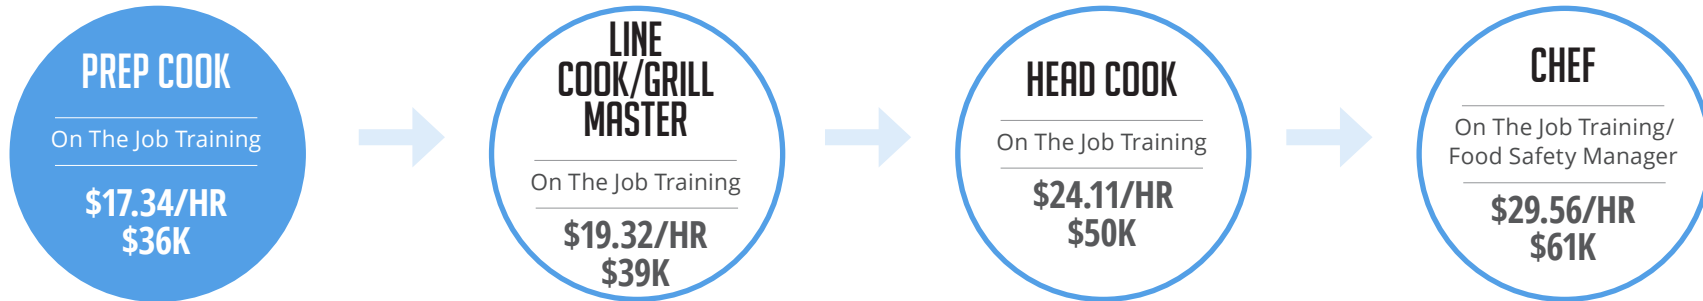 PREP COOK
On The Job Training
$17.34/HR
$36K
LINE
COOK/GRILL
MASTER
On The Job Training
$19.32/HR
$39K
HEAD COOK
On The Job Training
$24.11/HR
$50K
CHEF
On The Job Training/
Food Safety Manager
$29.56/HR
$61K